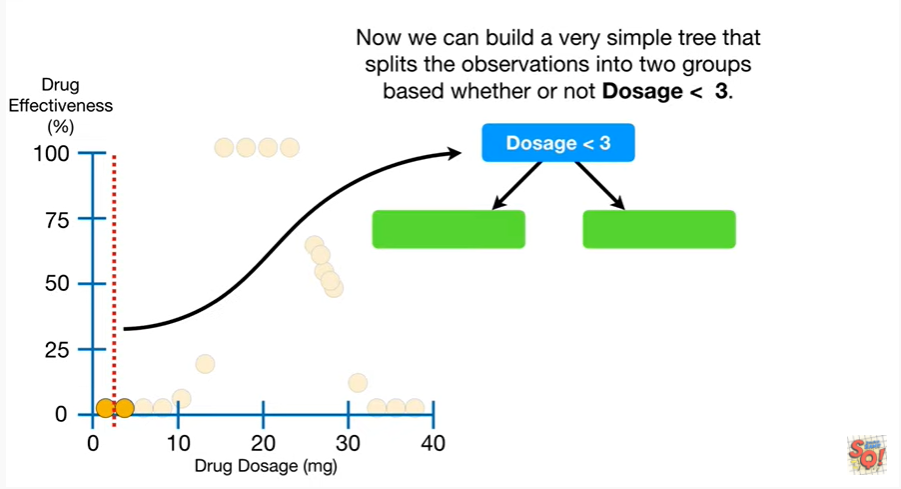 Now we can build a very simple tree that
splits the observations into two groups
based whether or not Dosage < 3.
Drug
Effectiveness
(%)
100
75
50
25
0
0 10 20 30 40
Drug Dosage (mg)
Dosage < 3
SQ!